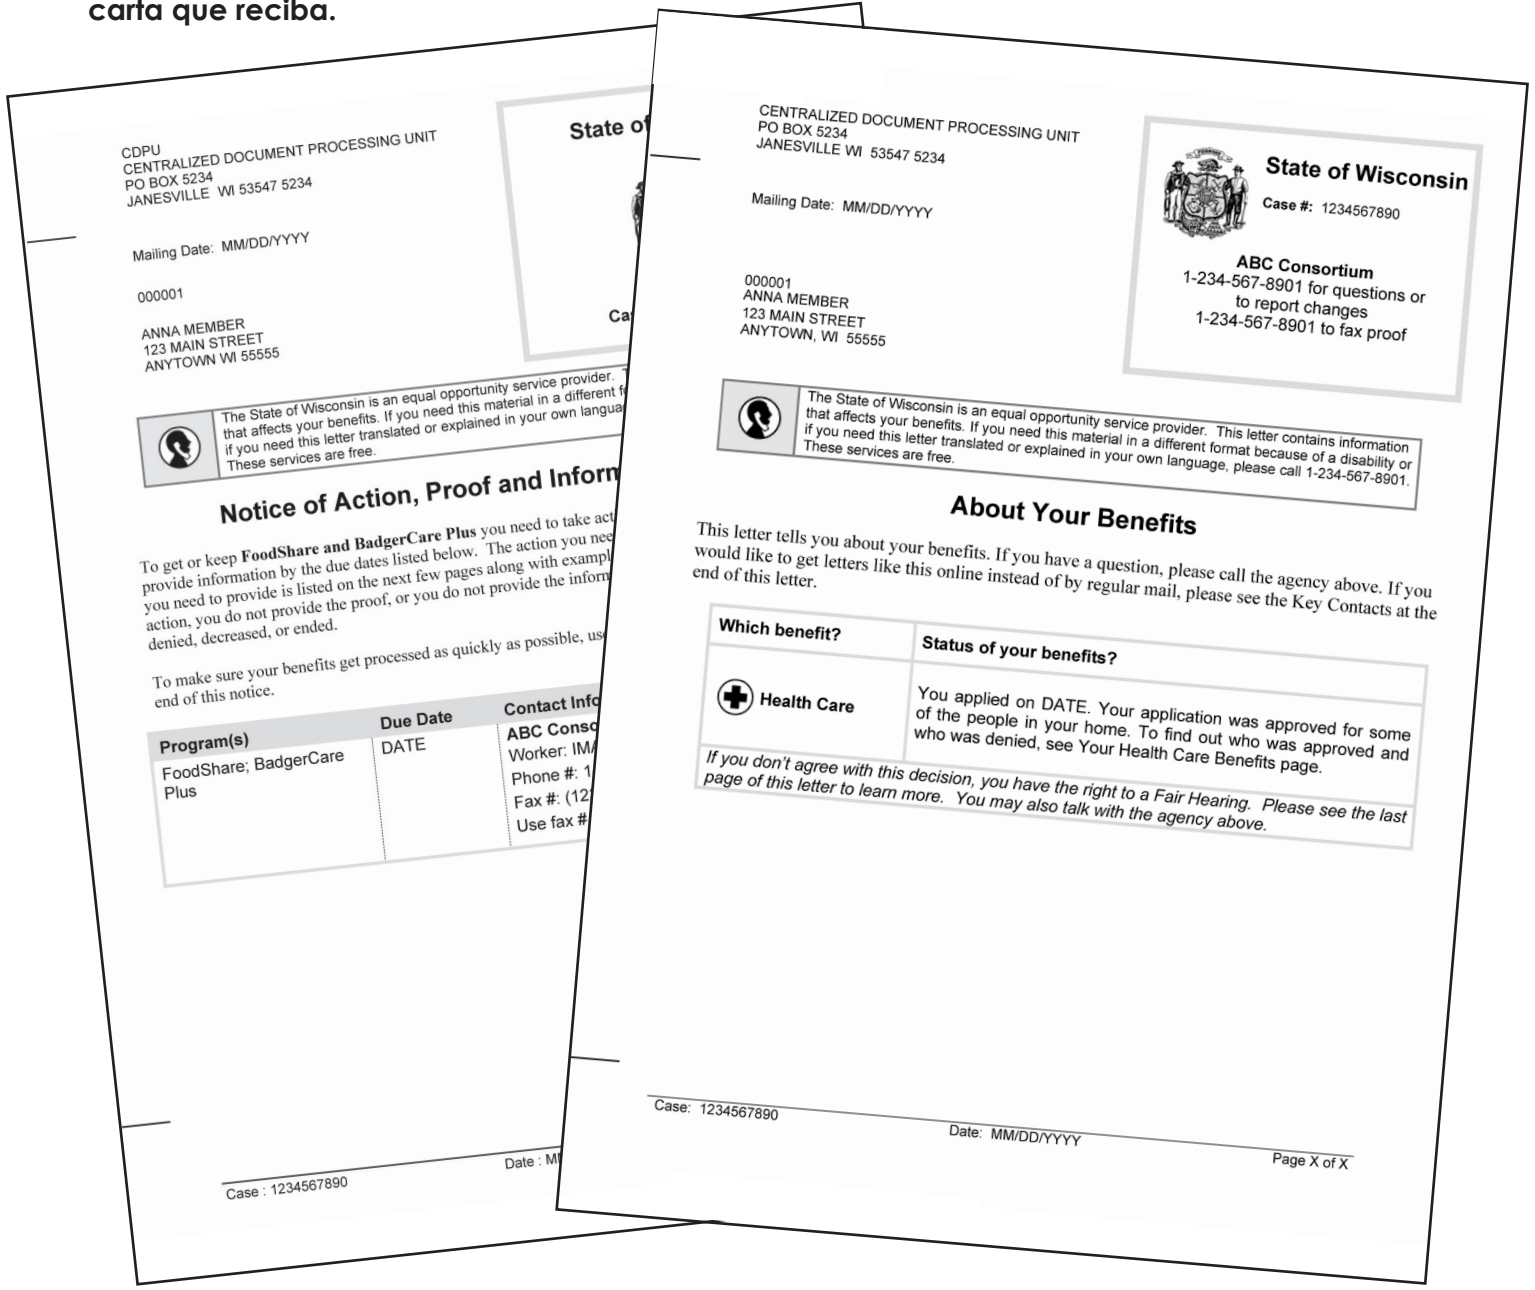 carta que reciba.
CDPU
CENTRALIZED DOCUMENT PROCESSING UNIT
PO BOX 5234
JANESVILLE WI 53547 5234
Mailing Date: MM/DD/YYYY
000001
ANNA MEMBER
123 MAIN STREET
ANYTOWN WI 55555
State of
The State of Wisconsin is an equal opportunity service provider.
that affects your benefits. If you need this material in a different
if you need this letter translated or explained in your own
These services are free.
Notice of Action, Proof and
To get or keep FoodShare and BadgerCare Plus you need to take
provide information by the due dates listed below. The action you
you need to provide is listed on the next few pages along with
action, you do not provide the proof, or you do not provide the
denied, decreased, or ended.
To make sure your benefits get processed as quickly as possible,
end of this notice.
Program(s)
Due Date
Contact
FoodShare; BadgerCare
Plus
DATE
ABC
Worker:
Phone #: 1
Fax #: (12
Use fax #
Case : 1234567890
Date :
CENTRALIZED DOCUMENT PROCESSING UNIT
PO BOX 5234
JANESVILLE WI 53547 5234
Mailing Date: MM/DD/YYYY
000001
ANNA MEMBER
123 MAIN STREET
ANYTOWN, WI 55555
State of Wisconsin
Case #: 1234567890
ABC Consortium
1-234-567-8901 for questions or
to report changes
1-234-567-8901 to fax proof
The State of Wisconsin is an equal opportunity service provider. This letter contains information
that affects your benefits. If you need this material in a different format because of a disability or
if you need this letter translated or explained in your own language, please call 1-234-567-8901.
These services are free.
About Your Benefits
This letter tells you about your benefits. If you have a question, please call the agency above. If you
would like to get letters like this online instead of by regular mail, please see the Key Contacts at the
end of this letter.
Which benefit?
Status of your benefits?
Health Care
You applied on DATE. Your application was approved for some
of the people in your home. To find out who was approved and
who was denied, see Your Health Care Benefits page.
If you don't agree with this decision, you have the right to a Fair Hearing. Please see the last
page of this letter to learn more. You may also talk with the agency above.
Case: 1234567890
Date: MM/DD/YYYY
Page X of X